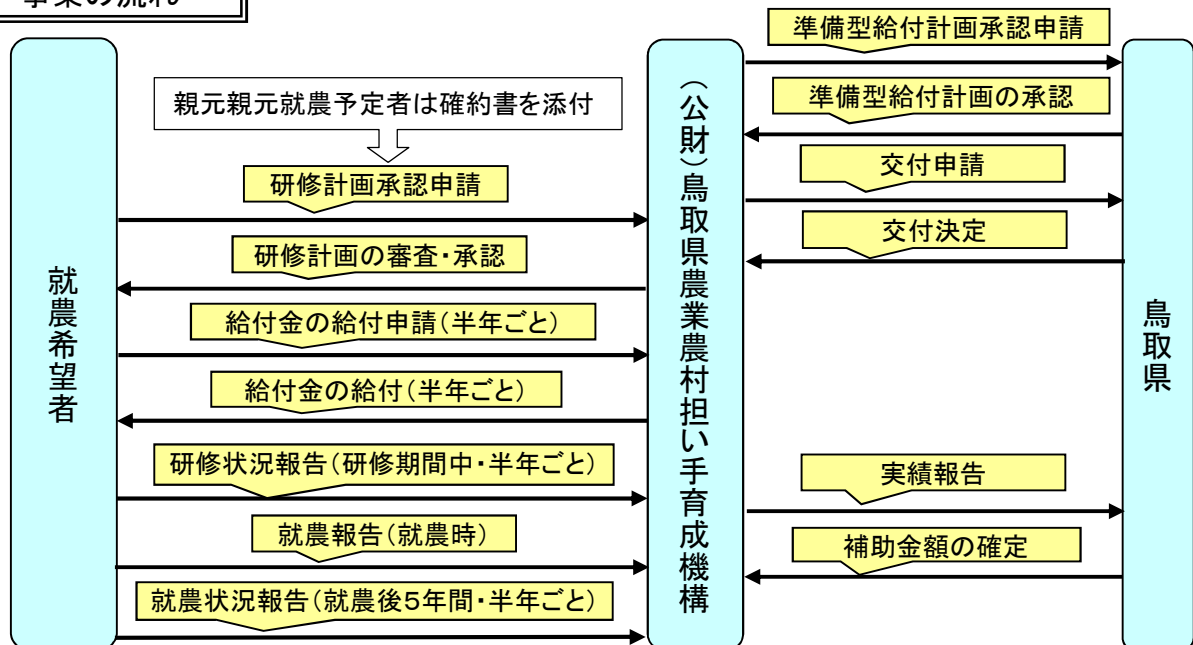 事業の流れ
就農希望者
親元親元就農予定者は確約書を添付
研修計画承認申請
研修計画の審査・承認
給付金の給付申請(半年ごと)
給付金の給付(半年ごと)
研修状況報告(研修期間中・半年ごと)
就農報告(就農時)
就農状況報告(就農後5年間・半年ごと)
(公財)鳥取県農業農村担い手育成機構
準備型給付計画承認申請
準備型給付計画の承認
交付申請
交付決定
実績報告
補助金額の確定
鳥取県